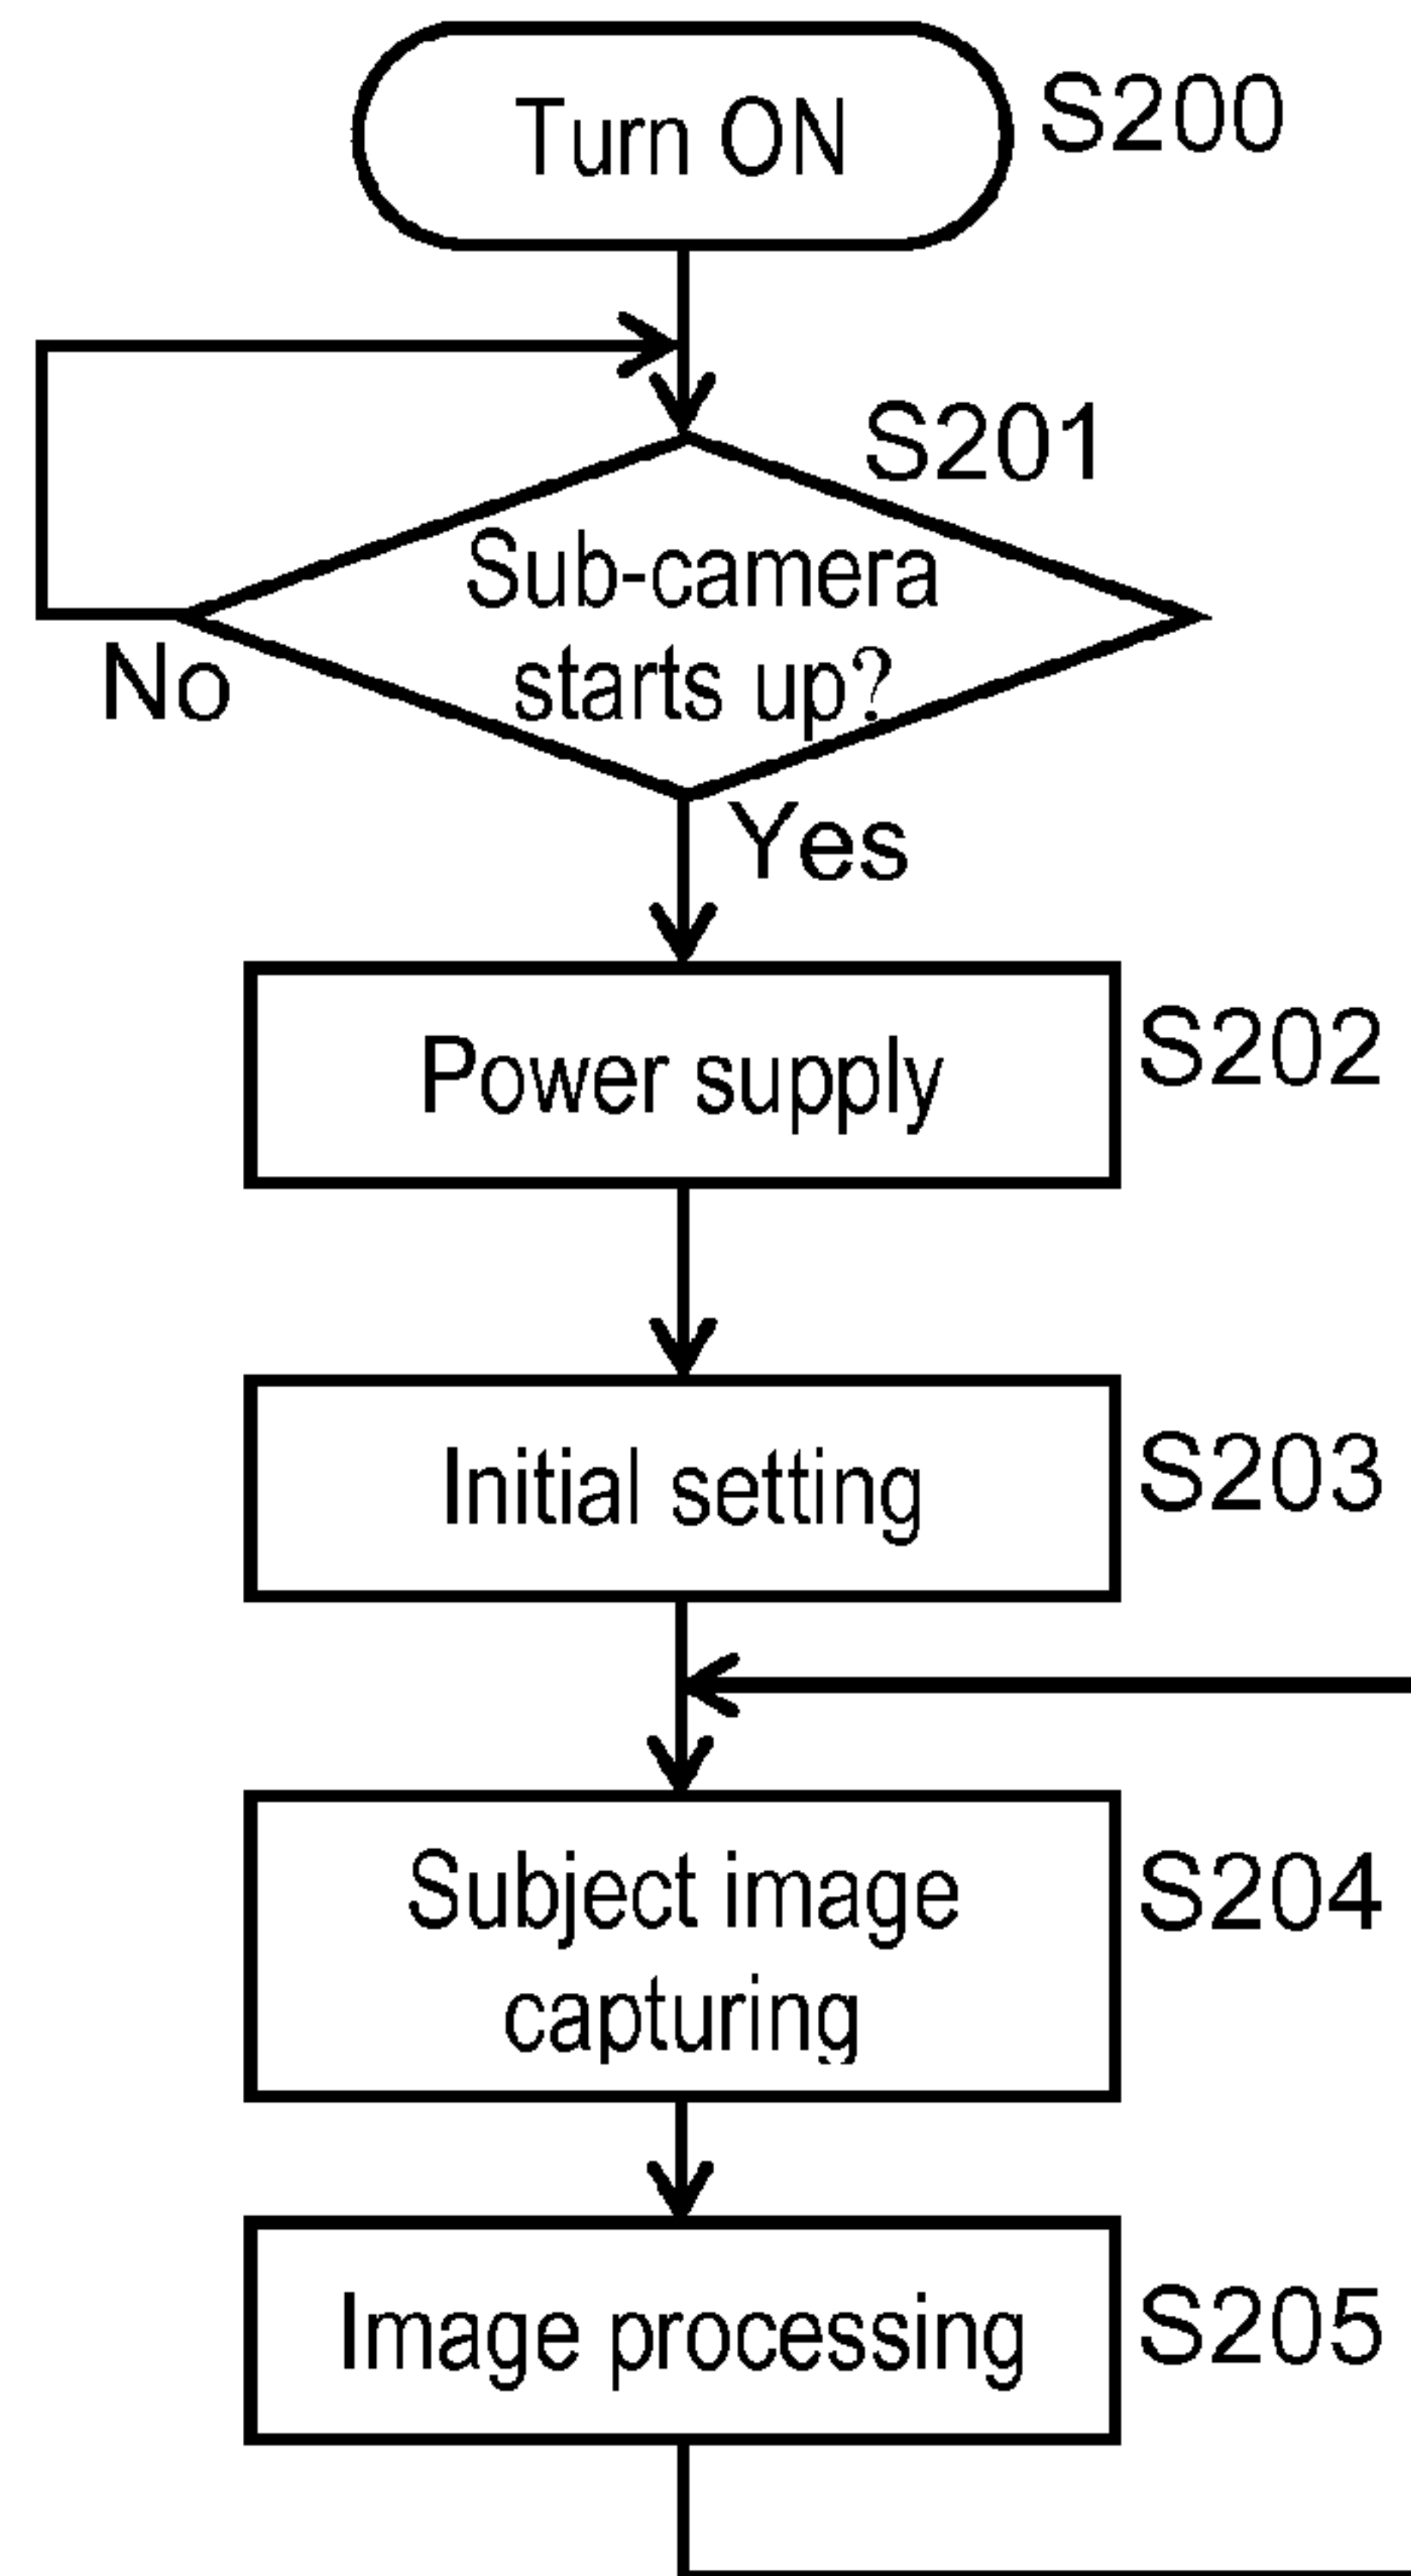 Turn ON
S200
S201
Sub-camera
starts up?
No
Yes
Power supply
S202
Initial setting
S203
Subject image
capturing
S204
Image processing
S205